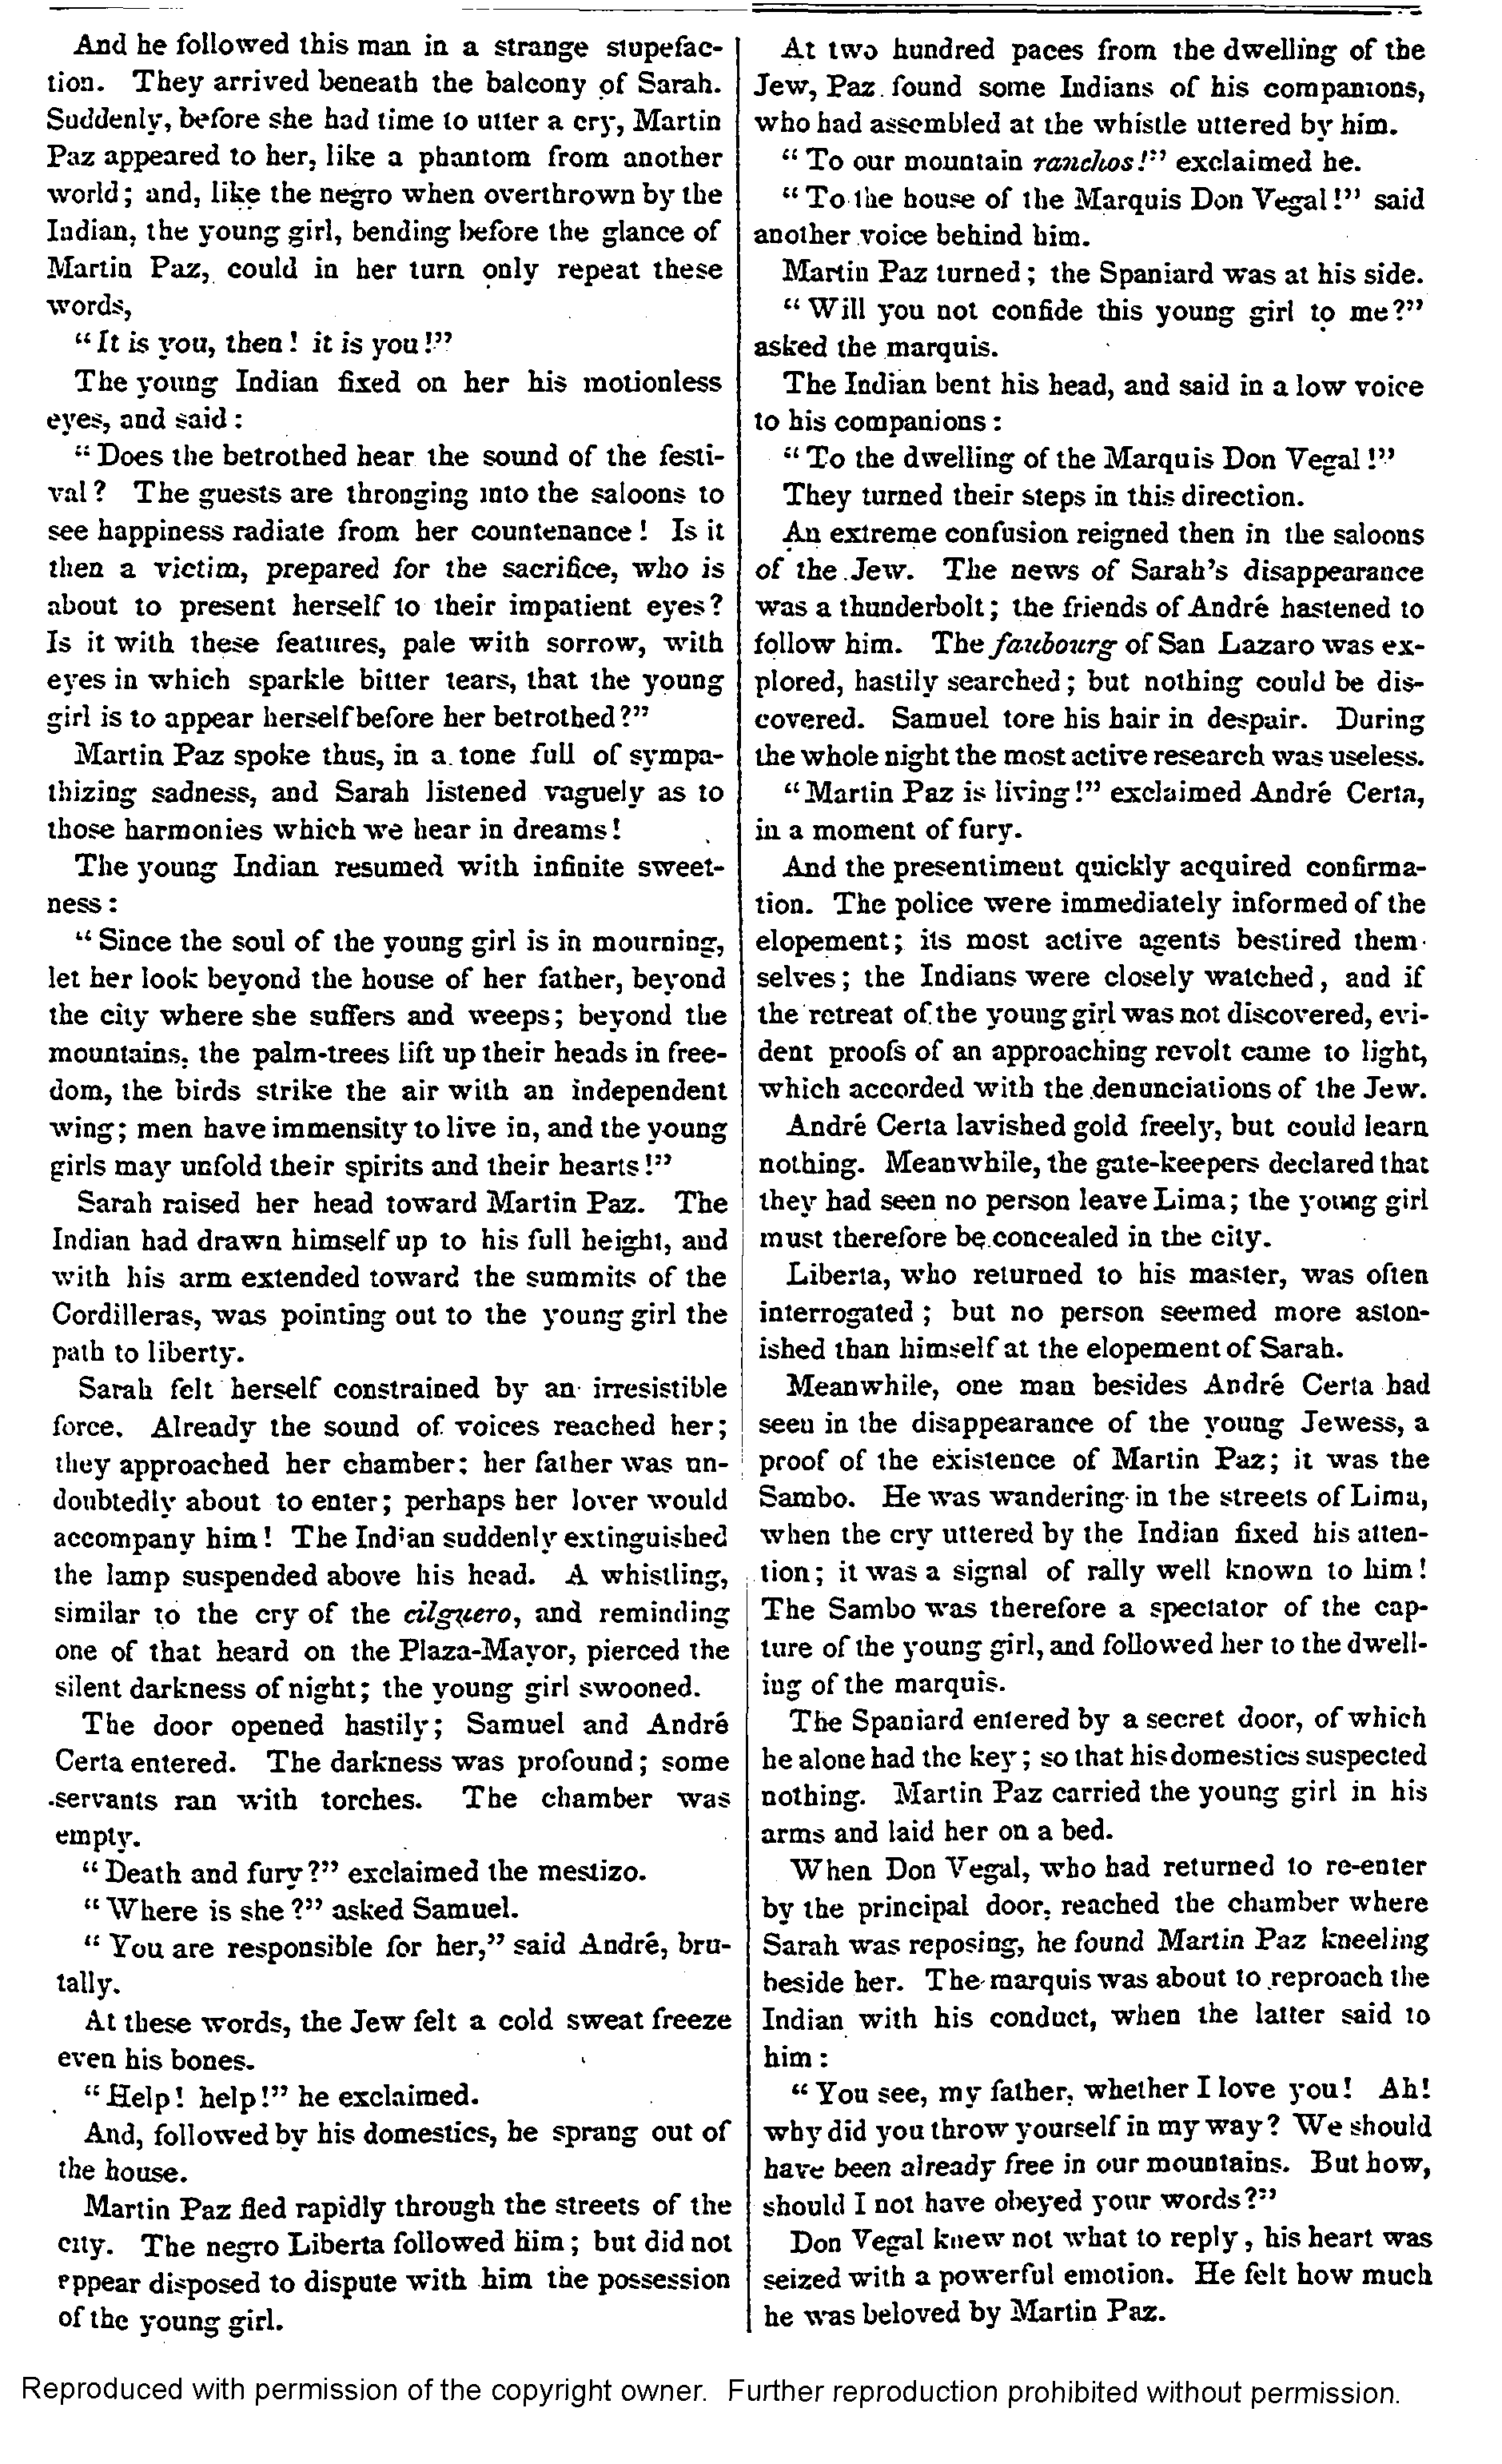 And he followed this man in a strange stupefac-
tion. They arrived beneath the balcony of Sarah.
Suddenly, before she had time to utter a cry, Martin
Paz appeared to her, like a phantom from another
world; and, like the negro when overthrown by the
Indian, the young girl, bending before the glance of
Martin Paz, could in her turn only repeat these
words,
"It is you, then! it is you!"
The young Indian fixed on her his motionless
eyes, and said:
"Does the betrothed hear the sound of the festi-
val? The guests are thronging into the saloons to
see happiness radiate from her countenance! Is it
then a victim, prepared for the sacrifice, who is
about to present herself to their impatient eyes?
Is it with these features, pale with sorrow, with
eyes in which sparkle bitter tears, that the young
girl is to appear herself before her betrothed?"
Martin Paz spoke thus, in a tone full of sympa-
thizing sadness, and Sarah listened vaguely as to
those harmonies which we hear in dreams!
The young Indian resumed with infinite sweet-
ness:
"Since the soul of the young girl is in mourning,
let her look beyond the house of her father, beyond
the city where she suffers and weeps; beyond the
mountains, the palm-trees lift up their heads in free-
dom, the birds strike the air with an independent
wing; men have immensity to live in, and the young
girls may unfold their spirits and their hearts!"
Sarah raised her head toward Martin Paz. The
Indian had drawn himself up to his full height, and
with his arm extended toward the summits of the
Cordilleras, was pointing out to the young girl the
path to liberty.
Sarah felt herself constrained by an irresistible
force. Already the sound of voices reached her;
they approached her chamber; her father was un-
doubtedly about to enter; perhaps her lover would
accompany him! The Indian suddenly extinguished
the lamp suspended above his head. A whistling,
similar to the cry of the cilguero, and reminding
one of that heard on the Plaza-Mayor, pierced the
silent darkness of night; the young girl swooned.
The door opened hastily; Samuel and André
Certa entered. The darkness was profound; some
servants ran with torches. The chamber was
empty.
"Death and fury?" exclaimed the mestizo.
"Where is she?" asked Samuel.
"You are responsible for her," said André, bru-
tally.
At these words, the Jew felt a cold sweat freeze
even his bones.
"Help! help!" he exclaimed.
And, followed by his domestics, he sprang out of
the house.
Martin Paz fled rapidly through the streets of the
city. The negro Liberta followed him; but did not
appear disposed to dispute with him the possession
of the young girl.
At two hundred paces from the dwelling of the
Jew, Paz found some Indians of his companions,
who had assembled at the whistle uttered by him.
"To our mountain ranchos!" exclaimed he.
"To the house of the Marquis Don Vegal!" said
another voice behind him.
Martin Paz turned; the Spaniard was at his side.
"Will you not confide this young girl to me?"
asked the marquis.
The Indian bent his head, and said in a low voice
to his companions:
"To the dwelling of the Marquis Don Vegal!"
They turned their steps in this direction.
An extreme confusion reigned then in the saloons
of the Jew. The news of Sarah's disappearance
was a thunderbolt; the friends of André hastened to
follow him. The faubourg of San Lazaro was ex-
plored, hastily searched; but nothing could be dis-
covered. Samuel tore his hair in despair. During
the whole night the most active research was useless.
"Martin Paz is living!" exclaimed André Certa,
in a moment of fury.
And the presentiment quickly acquired confirma-
tion. The police were immediately informed of the
elopement; its most active agents bestired them-
selves; the Indians were closely watched, and if
the retreat of the young girl was not discovered, evi-
dent proofs of an approaching revolt came to light,
which accorded with the denunciations of the Jew.
André Certa lavished gold freely, but could learn
nothing. Meanwhile, the gate-keepers declared that
they had seen no person leave Lima; the young girl
must therefore be concealed in the city.
Liberta, who returned to his master, was often
interrogated; but no person seemed more aston-
ished than himself at the elopement of Sarah.
Meanwhile, one man besides André Certa had
seen in the disappearance of the young Jewess, a
proof of the existence of Martin Paz; it was the
Sambo. He was wandering in the streets of Lima,
when the cry uttered by the Indian fixed his atten-
tion; it was a signal of rally well known to him!
The Sambo was therefore a spectator of the cap-
ture of the young girl, and followed her to the dwell-
ing of the marquis.
The Spaniard entered by a secret door, of which
he alone had the key; so that his domestics suspected
nothing. Martin Paz carried the young girl in his
arms and laid her on a bed.
When Don Vegal, who had returned to re-enter
by the principal door, reached the chamber where
Sarah was reposing, he found Martin Paz kneeling
beside her. The marquis was about to reproach the
Indian with his conduct, when the latter said to
him:
"You see, my father, whether I love you! Ah!
why did you throw yourself in my way? We should
have been already free in our mountains. But how,
should I not have obeyed your words?"
Don Vegal knew not what to reply, his heart was
seized with a powerful emotion. He felt how much
he was beloved by Martin Paz.
Reproduced with permission of the copyright owner. Further reproduction prohibited without permission.